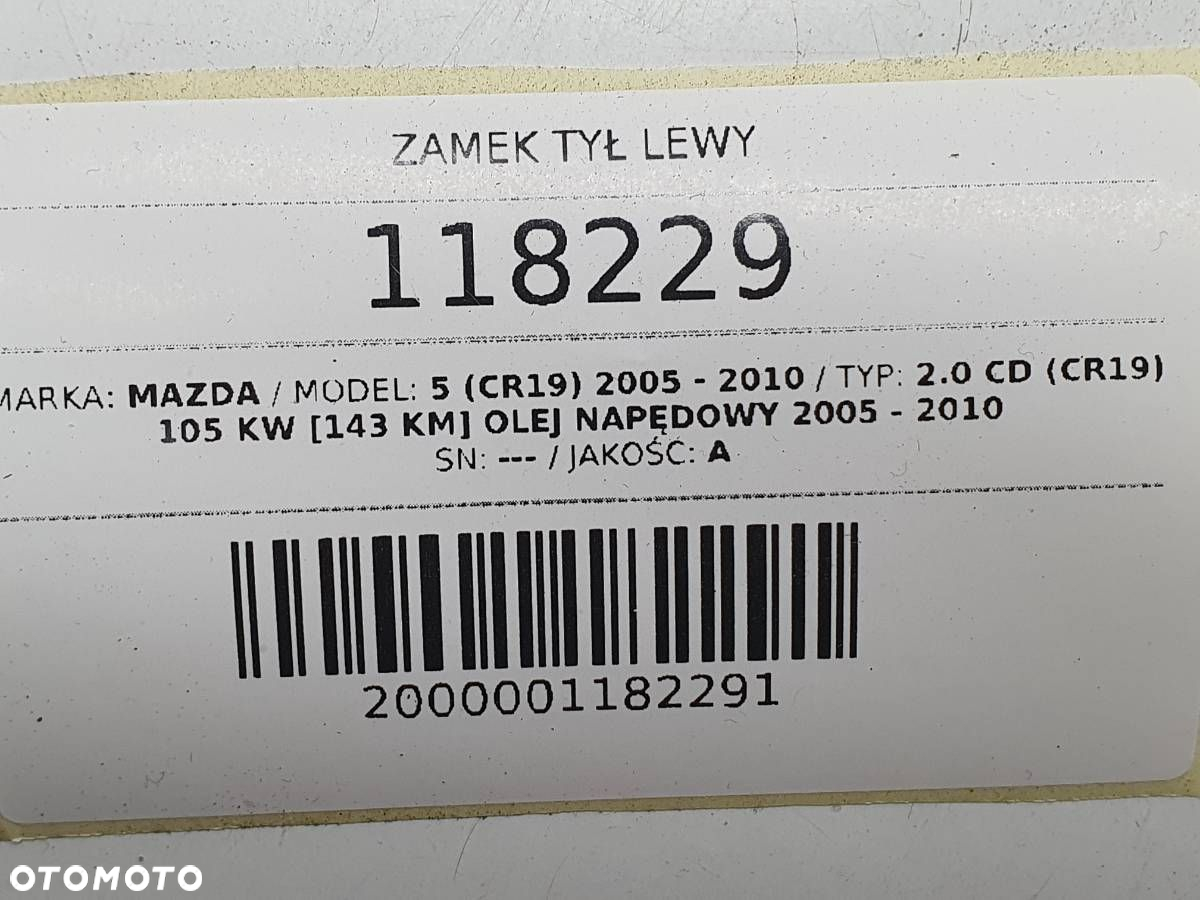 ZAMEK TYŁ LEWY
118229
MARKA: MAZDA / MODEL: 5 (CR19) 2005 - 2010 / TYP: 2.0 CD (CR19)
105 KW [143 KM] OLEJ NAPĘDOWY 2005 - 2010
SN: --- / JAKOŚĆ: A
2000001182291
OTOMOTO